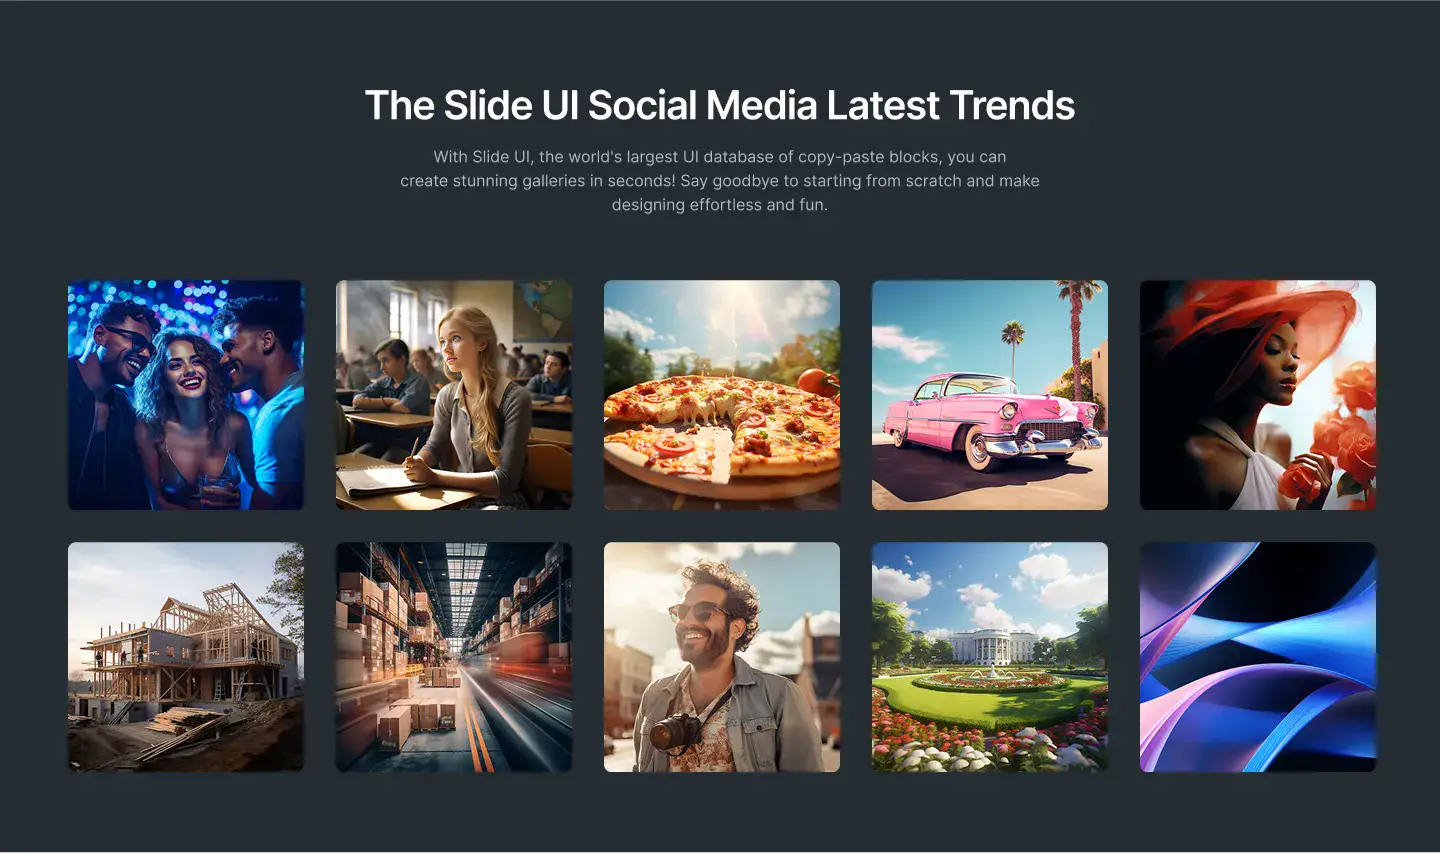 The Slide UI Social Media Latest Trends
With Slide UI, the world's largest UI database of copy-paste blocks, you can
create stunning galleries in seconds! Say goodbye to starting from scratch and make
designing effortless and fun.